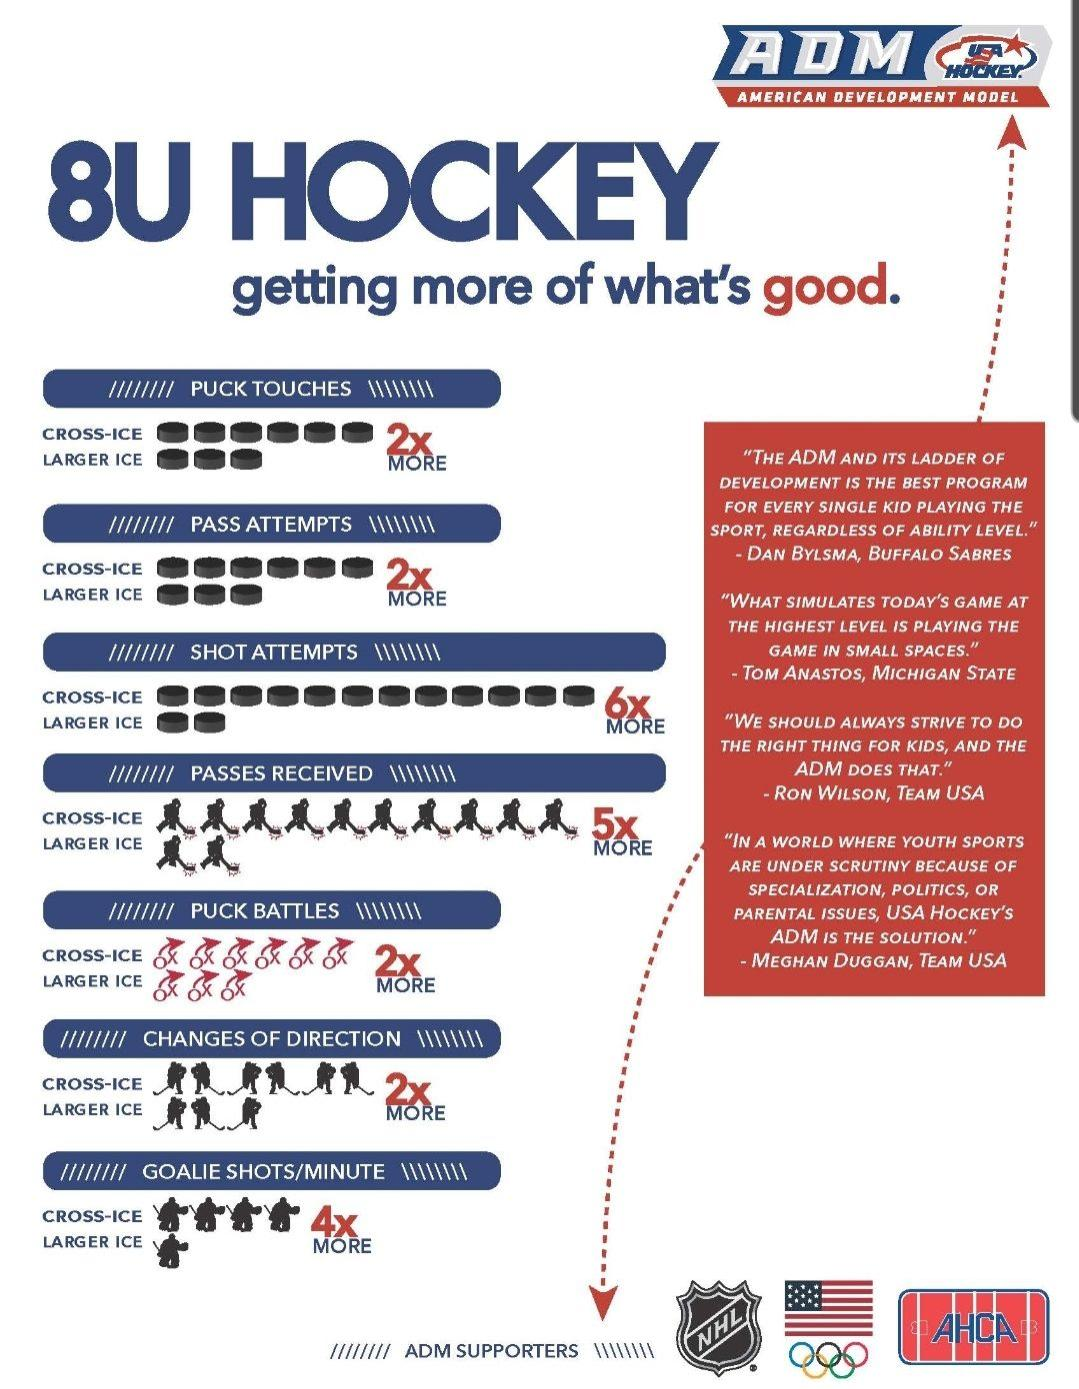 ADM
USA
HOCKEY
AMERICAN DEVELOPMENT MODEL
8U HOCKEY
getting more of what's good.
//////// PUCK TOUCHES \\\\\\\\
CROSS-ICE
LARGER ICE
2x
MORE
//////// PASS ATTEMPTS \\\\\\\\
CROSS-ICE
LARGER ICE
2x
MORE
//////// SHOT ATTEMPTS \\\\\\\\
CROSS-ICE
LARGER ICE
6x
MORE
//////// PASSES RECEIVED \\\\\\\\
CROSS-ICE
LARGER ICE
5x
MORE
//////// PUCK BATTLES \\\\\\\\
CROSS-ICE
LARGER ICE
2x
MORE
//////// CHANGES OF DIRECTION \\\\\\\\
CROSS-ICE
LARGER ICE
2x
MORE
//////// GOALIE SHOTS/MINUTE \\\\\\\\
CROSS-ICE
LARGER ICE
4x
MORE
"THE ADM AND ITS LADDER OF
DEVELOPMENT IS THE BEST PROGRAM
FOR EVERY SINGLE KID PLAYING THE
SPORT, REGARDLESS OF ABILITY LEVEL."
- DAN BYLSMA, BUFFALO SABRES
"WHAT SIMULATES TODAY'S GAME AT
THE HIGHEST LEVEL IS PLAYING THE
GAME IN SMALL SPACES."
- TOM ANASTOS, MICHIGAN STATE
"WE SHOULD ALWAYS STRIVE TO DO
THE RIGHT THING FOR KIDS, AND THE
ADM DOES THAT."
- RON WILSON, TEAM USA
"IN A WORLD WHERE YOUTH SPORTS
ARE UNDER SCRUTINY BECAUSE OF
SPECIALIZATION, POLITICS, OR
PARENTAL ISSUES, USA HOCKEY'S
ADM IS THE SOLUTION."
- MEGHAN DUGGAN, TEAM USA
//////// ADM SUPPORTERS \\\\\\\\
NHL
AHCA